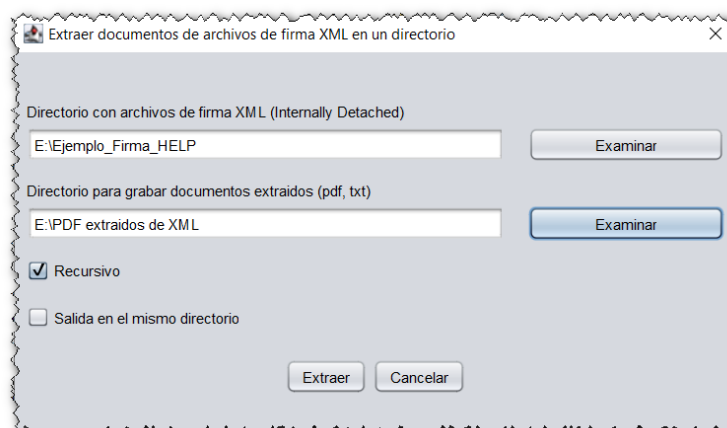 Extraer documentos de archivos de firma XML en un directorio
Directorio con archivos de firma XML (Internally Detached)
E:\Ejemplo_Firma_HELP
Examinar
Directorio para grabar documentos extraidos (pdf, txt)
E:\PDF extraidos de XML
Examinar
Recursivo
Salida en el mismo directorio
Extraer
Cancelar